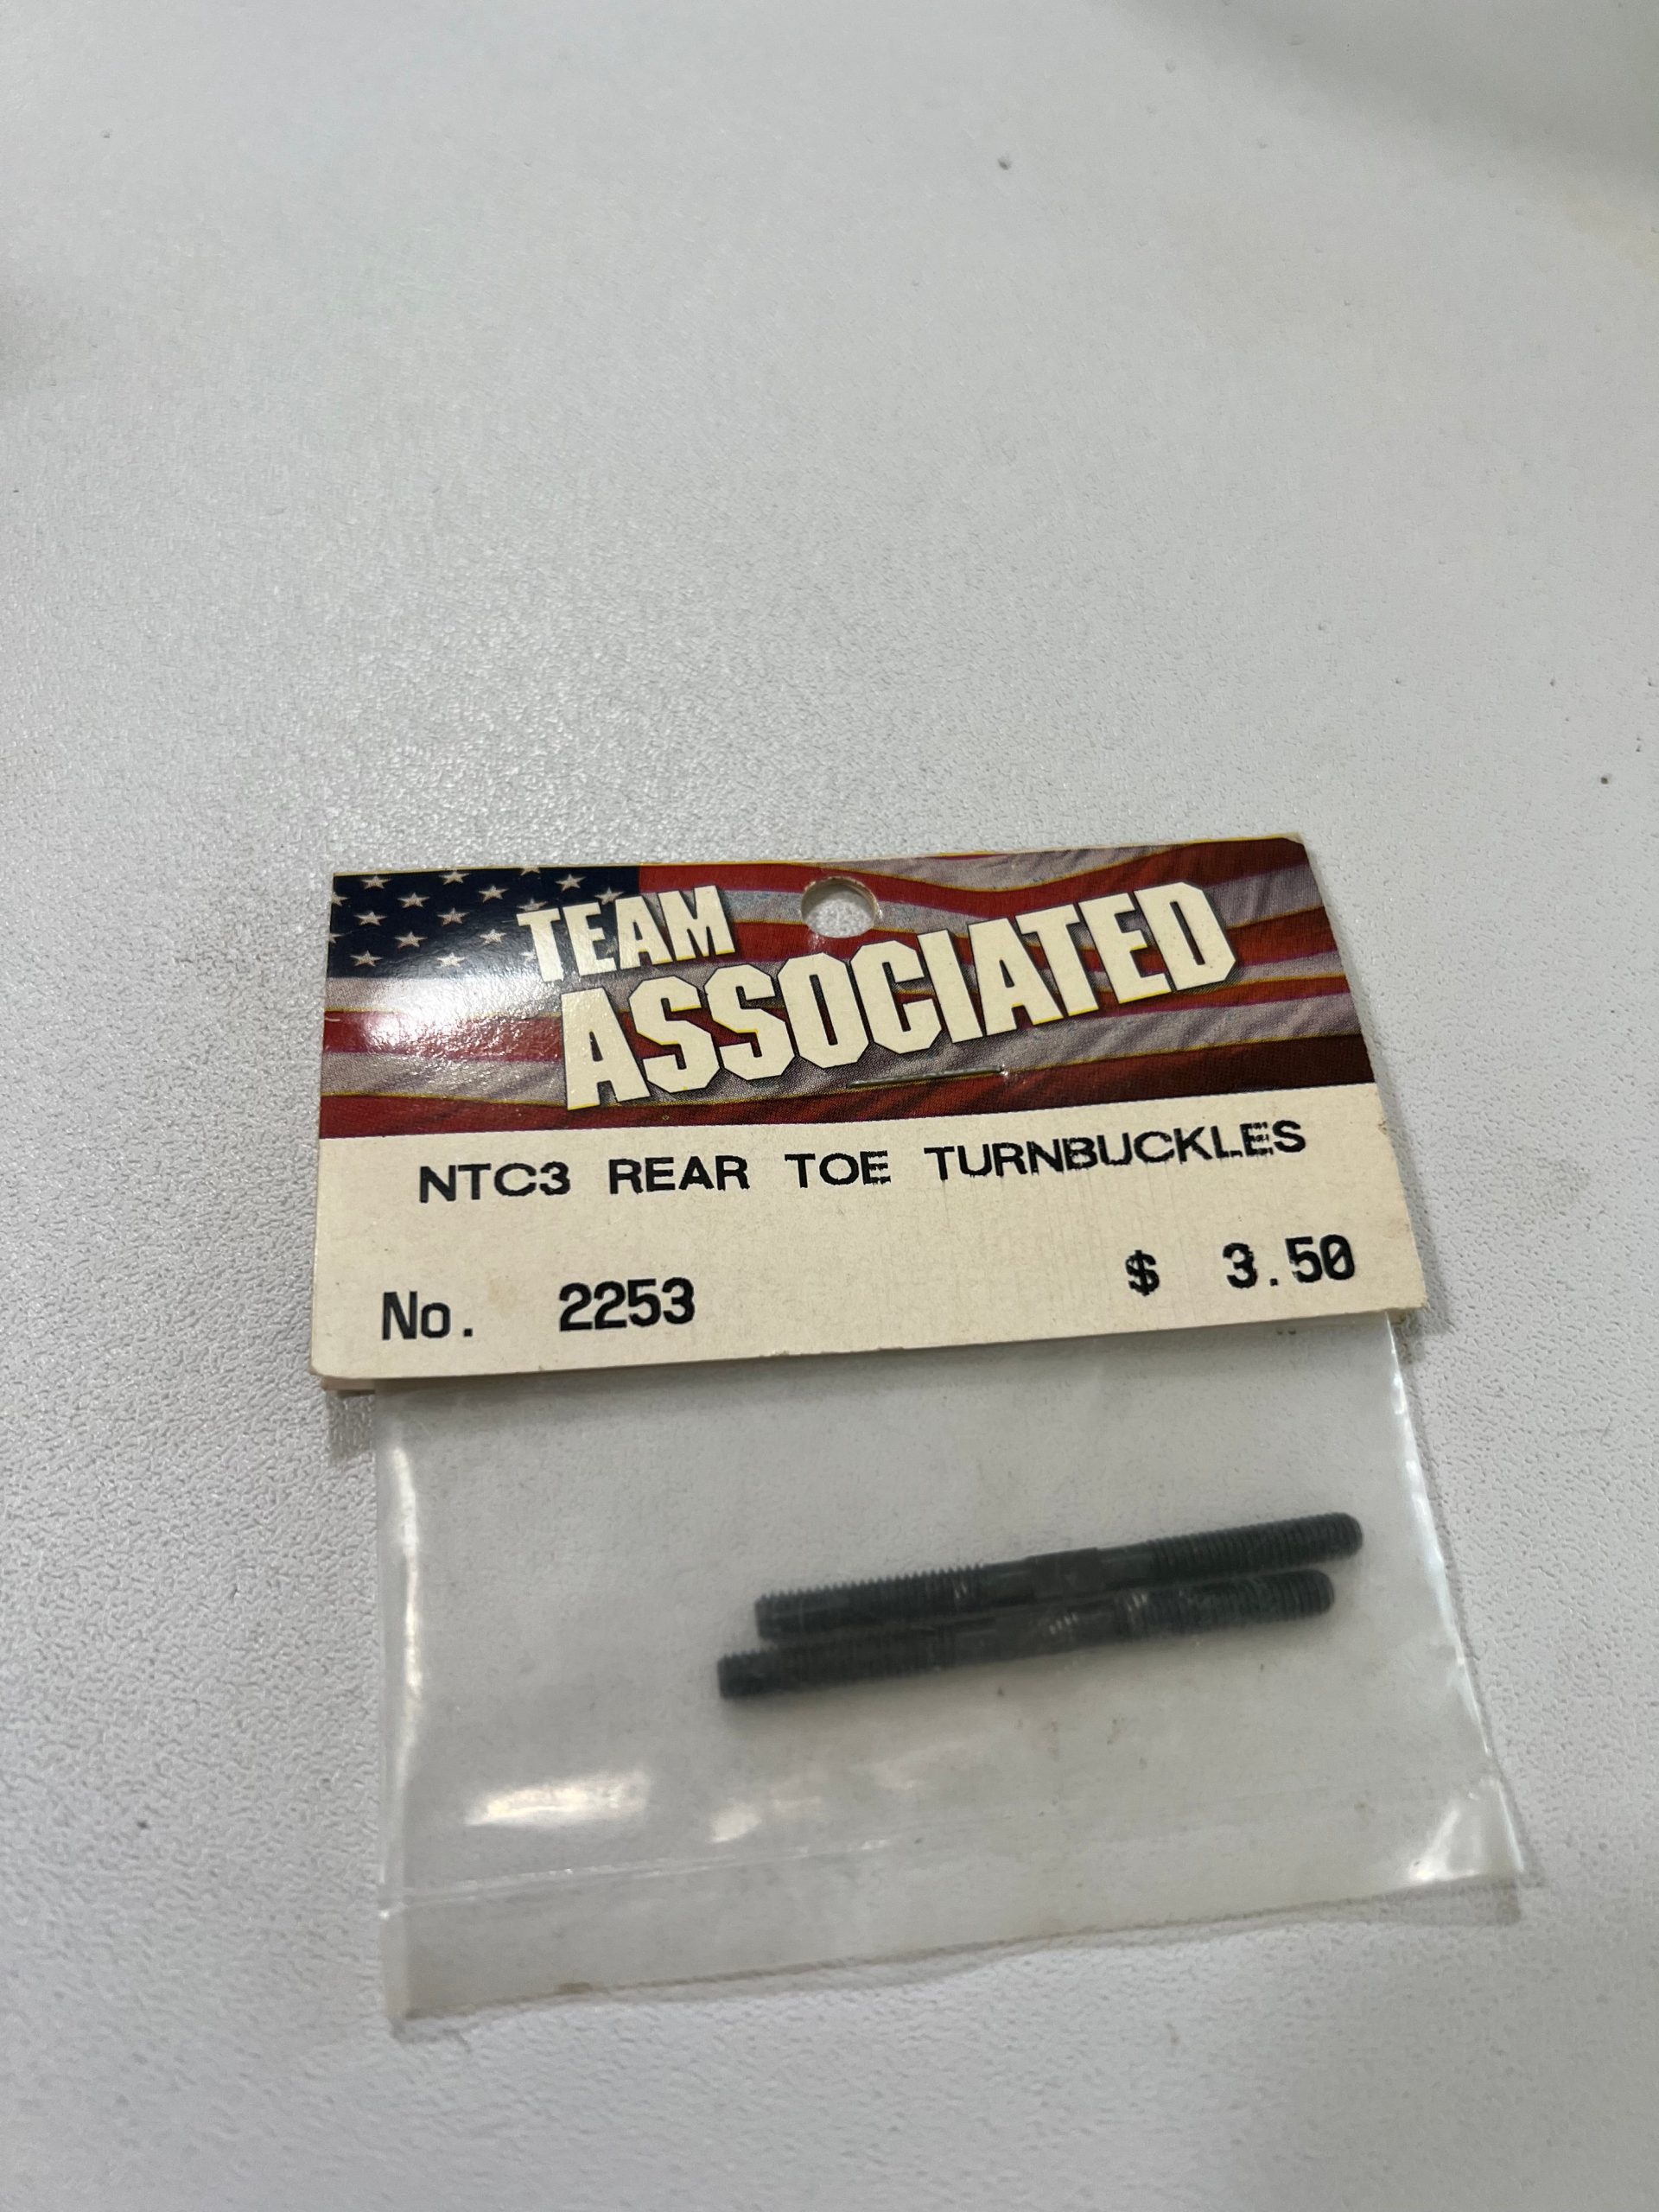 TEAM
ASSOCIATED
NTC3 REAR TOE TURNBUCKLES
No. 2253 $ 3.50